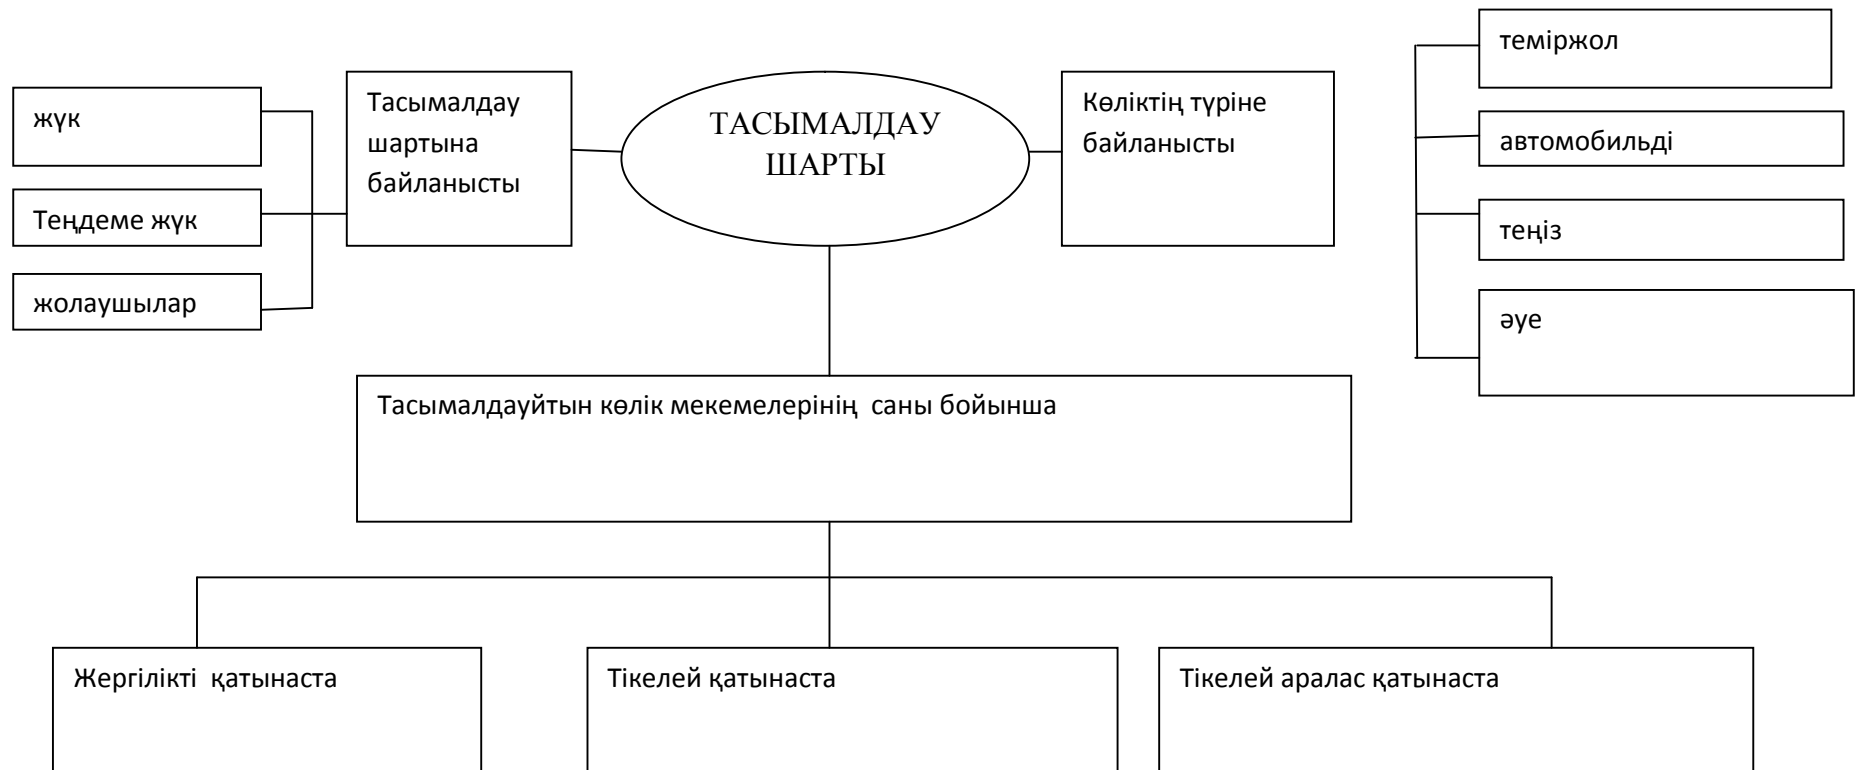 ТАСЫМАЛДАУ
ШАРТЫ
Тасымалдау
шартына
байланысты
жүк
Теңдеме жүк
жолаушылар
Көліктің түріне
байланысты
теміржол
автомобильді
теңіз
әуе
Тасымалдауйтын көлік мекемелерінің  саны бойынша
Жергілікті  қатынаста
Тікелей қатынаста
Тікелей аралас қатынаста